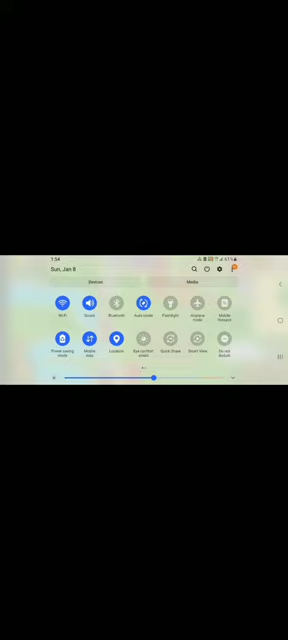 1:54
67%
Sun, Jan 8
Devices
Media
Wi-Fi
Sound
Bluetooth
Auto rotate
Flashlight
Airplane
mode
Mobile
Hotspot
Power saving
mode
Mobile
data
Location
Eye comfort
shield
Quick Share
Smart View
Do not
disturb